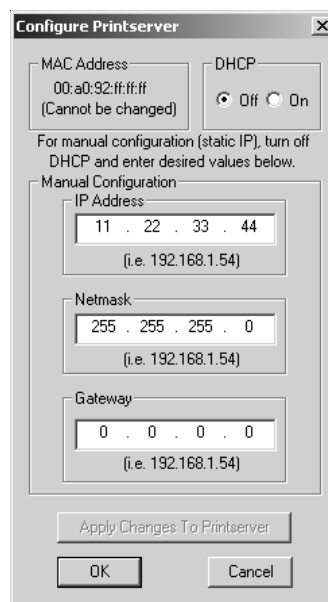 Configure Printserver
MAC Address
00:a0:92:ff:ff:ff
(Cannot be changed)
DHCP
Off On
For manual configuration (static IP), turn off
DHCP and enter desired values below.
Manual Configuration
IP Address
11 . 22 . 33 . 44
(i.e. 192.168.1.54)
Netmask
255 . 255 . 255 . 0
(i.e. 192.168.1.54)
Gateway
0 . 0 . 0 . 0
(i.e. 192.168.1.54)
Apply Changes To Printserver
OK Cancel